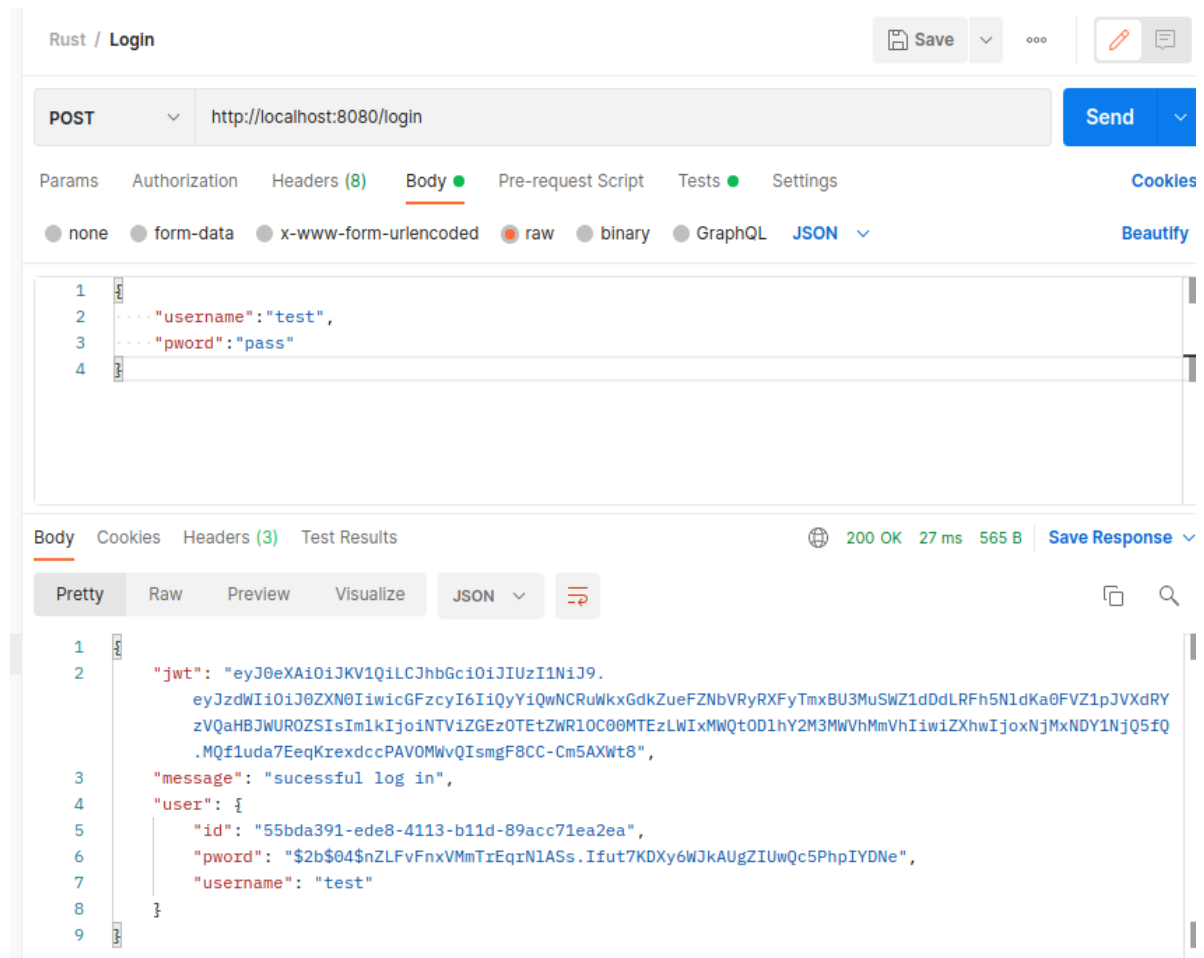 Rust / Login
Save
POST
http://localhost:8080/login
Send
Params Authorization Headers (8) Body Pre-request Script Tests Settings Cookies
none form-data x-www-form-urlencoded raw binary GraphQL JSON Beautify
1 {
2 "username":"test",
3 "pword":"pass"
4 }
Body Cookies Headers (3) Test Results 200 OK 27 ms 565 B Save Response
Pretty Raw Preview Visualize JSON
1 {
2 "jwt": "eyJ0eXAiOiJKV1QiLCJhbGciOiJIUzI1NiJ9.
eyJzdWIiOiJ0ZXN0IiwicGFzcyI6IiQyYiQwNCRuWkxGdkZueFZNbVRyRXFyTmxBU3MuSWZ1dDdLRFh5NldKa0FVZ1pJVXdRY
zVQaHBJWUROZSIsImlkIjoiNTViZGEzOTEtZWRlOC00MTEzLWIxMWQtODlhY2M3MWVhMmVhIiwiZXhwIjoxNjMxNDY1NjQ5fQ
.MQf1uda7EeqKrexdccPAVOMWvQIsmgF8CC-Cm5AXWt8",
3 "message": "sucessful log in",
4 "user": {
5 "id": "55bda391-ede8-4113-b11d-89acc71ea2ea",
6 "pword": "$2b$04$nZLFvFnxVMmTrEqrNlASs.Ifut7KDXy6WJkAUgZIUwQc5PhpIYDNe",
7 "username": "test"
8 }
9 }